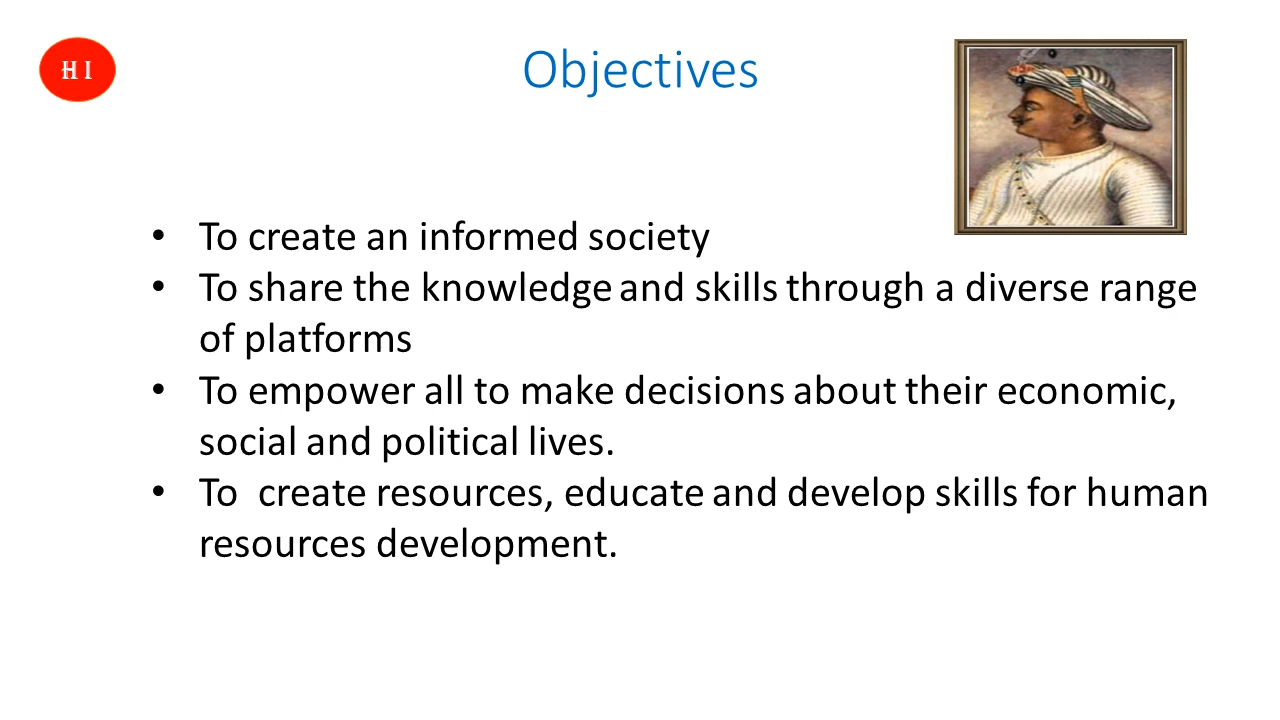 H I
Objectives
• To create an informed society
• To share the knowledge and skills through a diverse range
of platforms
• To empower all to make decisions about their economic,
social and political lives.
• To  create resources, educate and develop skills for human
resources development.